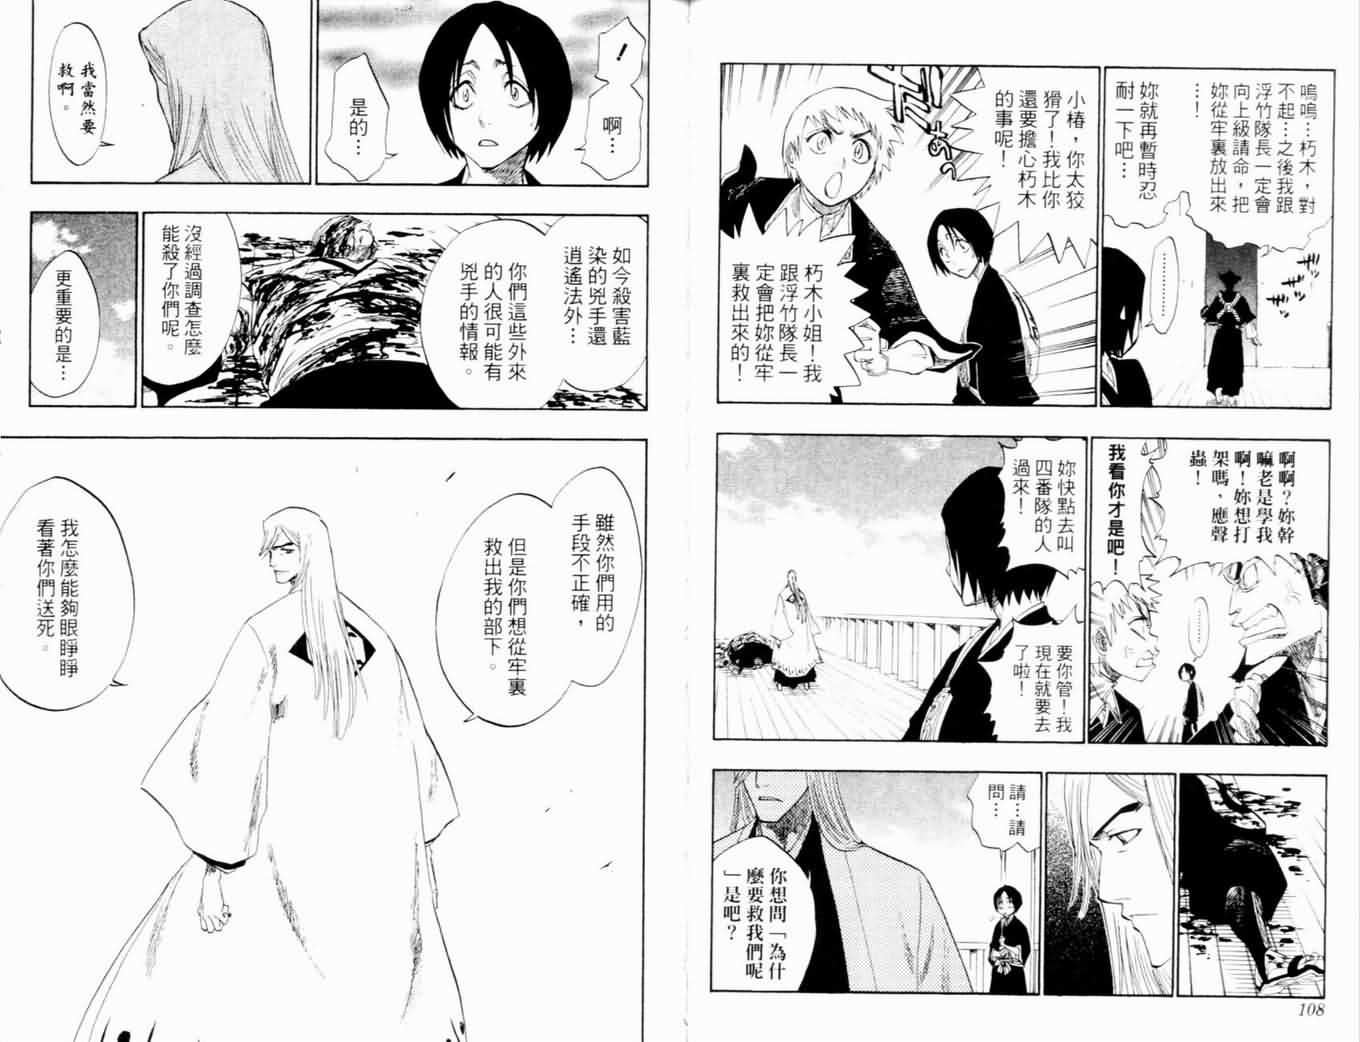 嗚嗚…朽木，對
不起…之後我跟
浮竹隊長一定會
向上級請命，把
妳從牢裏放出來
…！
妳就再暫時忍
耐一下吧…
…………
小椿，你太狡
猾了！我比你
還要擔心朽木
的事呢！
朽木小姐！我
跟浮竹隊長一
定會把妳從牢
裏救出來的！
啊啊？妳幹
嘛老是學我
啊！妳想打
架嗎，應聲
蟲！
我看你才是吧！
……
妳快點去叫
四番隊的人
過來！
要你管！我
現在就要去
了啦！
請…請
問…
你想問「為什
麼要救我們呢
」是吧？
108
！
啊
是的…
我當然要
救啊。
如今殺害藍
染的兇手還
逍遙法外…
你們這些外來
的人很可能有
兇手的情報。
沒經過調查怎麼
能殺了你們呢。
更重要的是…
雖然你們用的
手段不正確，
但是你們想從牢裏
救出我的部下。
我怎麼能夠眼睜睜
看著你們送死。